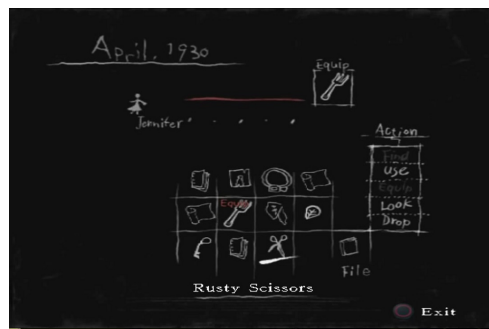 April, 1930
Equip
Jennifer
Action
Find
Use
Equip
Look
Drop
Equip
File
Rusty Scissors
Exit